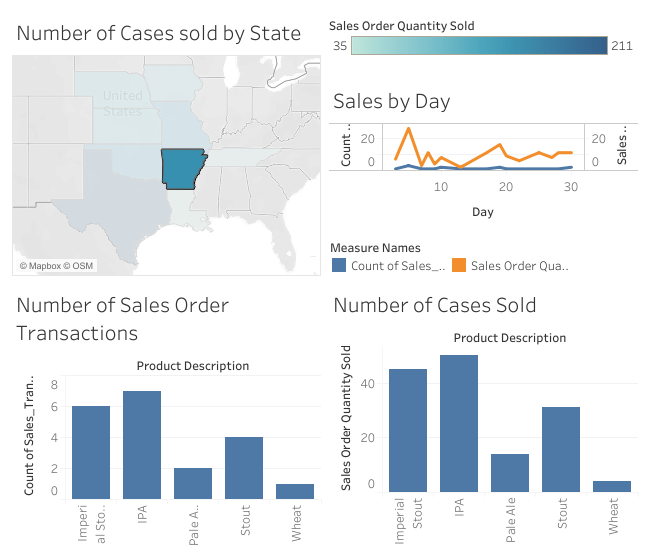 Number of Cases sold by State
Sales Order Quantity Sold
35
211
United
States
© Mapbox © OSM
Sales by Day
Count ..
20
0
20
0
Sales ..
0
10
20
30
Day
Measure Names
Count of Sales_..
Sales Order Qua..
Number of Sales Order
Transactions
Product Description
Count of Sales_Tran..
8
6
4
2
0
Imperi
al Sto..
IPA
Pale A..
Stout
Wheat
Number of Cases Sold
Product Description
Sales Order Quantity Sold
40
20
0
Imperial
Stout
IPA
Pale Ale
Stout
Wheat